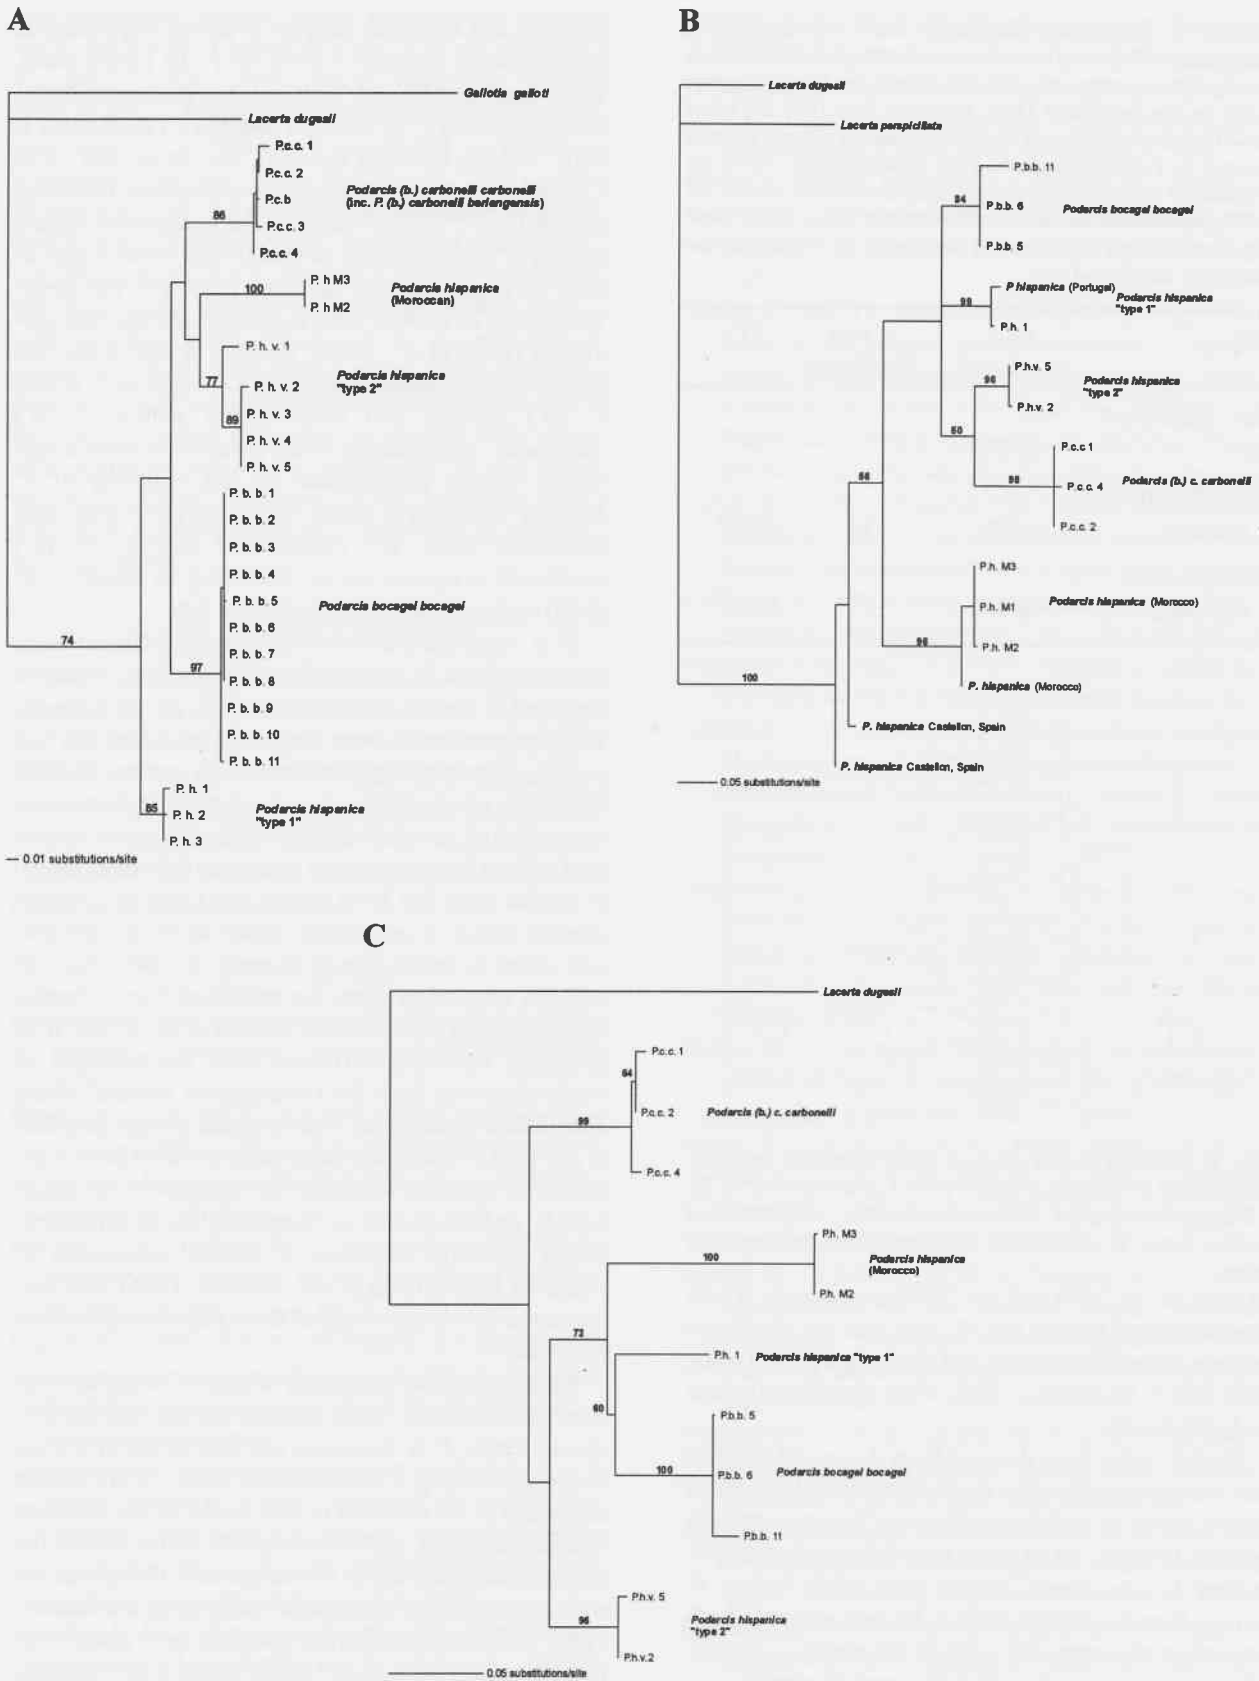 A
Gallotia galloti
Lacerta dugesii
P.c.c. 1
P.c.c. 2
P.c.b
P.c.c. 3
P.c.c. 4
86
Podarcis (b.) carbonelli carbonelli
(inc. P. (b.) carbonelli berlangensis)
P. h M3
P. h M2
100
Podarcis hispanica
(Moroccan)
P. h. v. 1
P. h. v. 2
P. h. v. 3
P. h. v. 4
P. h. v. 5
77
89
Podarcis hispanica
"type 2"
P. b. b. 1
P. b. b. 2
P. b. b. 3
P. b. b. 4
P. b. b. 5
P. b. b. 6
P. b. b. 7
P. b. b. 8
P. b. b. 9
P. b. b. 10
P. b. b. 11
97
Podarcis bocagei bocagei
74
P. h. 1
P. h. 2
P. h. 3
85
Podarcis hispanica
"type 1"
0.01 substitutions/site
B
Lacerta dugesii
Lacerta perspicillata
P.b.b. 11
P.b.b. 6
P.b.b. 5
84
Podarcis bocagei bocagei
P hispanica (Portugal)
P.h. 1
99
Podarcis hispanica
"type 1"
P.h.v. 5
P.h.v. 2
96
Podarcis hispanica
"type 2"
P.c.c 1
P.c.c. 4
P.c.c. 2
Podarcis (b.) c. carbonelli
P.h. M3
P.h. M1
P.h. M2
P. hispanica (Morocco)
Podarcis hispanica (Morocco)
100
P. hispanica Castellon, Spain
P. hispanica Castellon, Spain
0.05 substitutions/site
C
Lacerta dugesii
P.c.c. 1
P.c.c. 2
P.c.c. 4
64
99
Podarcis (b.) c. carbonelli
P.h. M3
P.h. M2
100
Podarcis hispanica
(Morocco)
P.h. 1
Podarcis hispanica "type 1"
P.b.b. 5
P.b.b. 6
P.b.b. 11
60
100
Podarcis bocagei bocagei
P.h.v. 5
P.h.v.2
96
Podarcis hispanica
"type 2"
0.05 substitutions/site